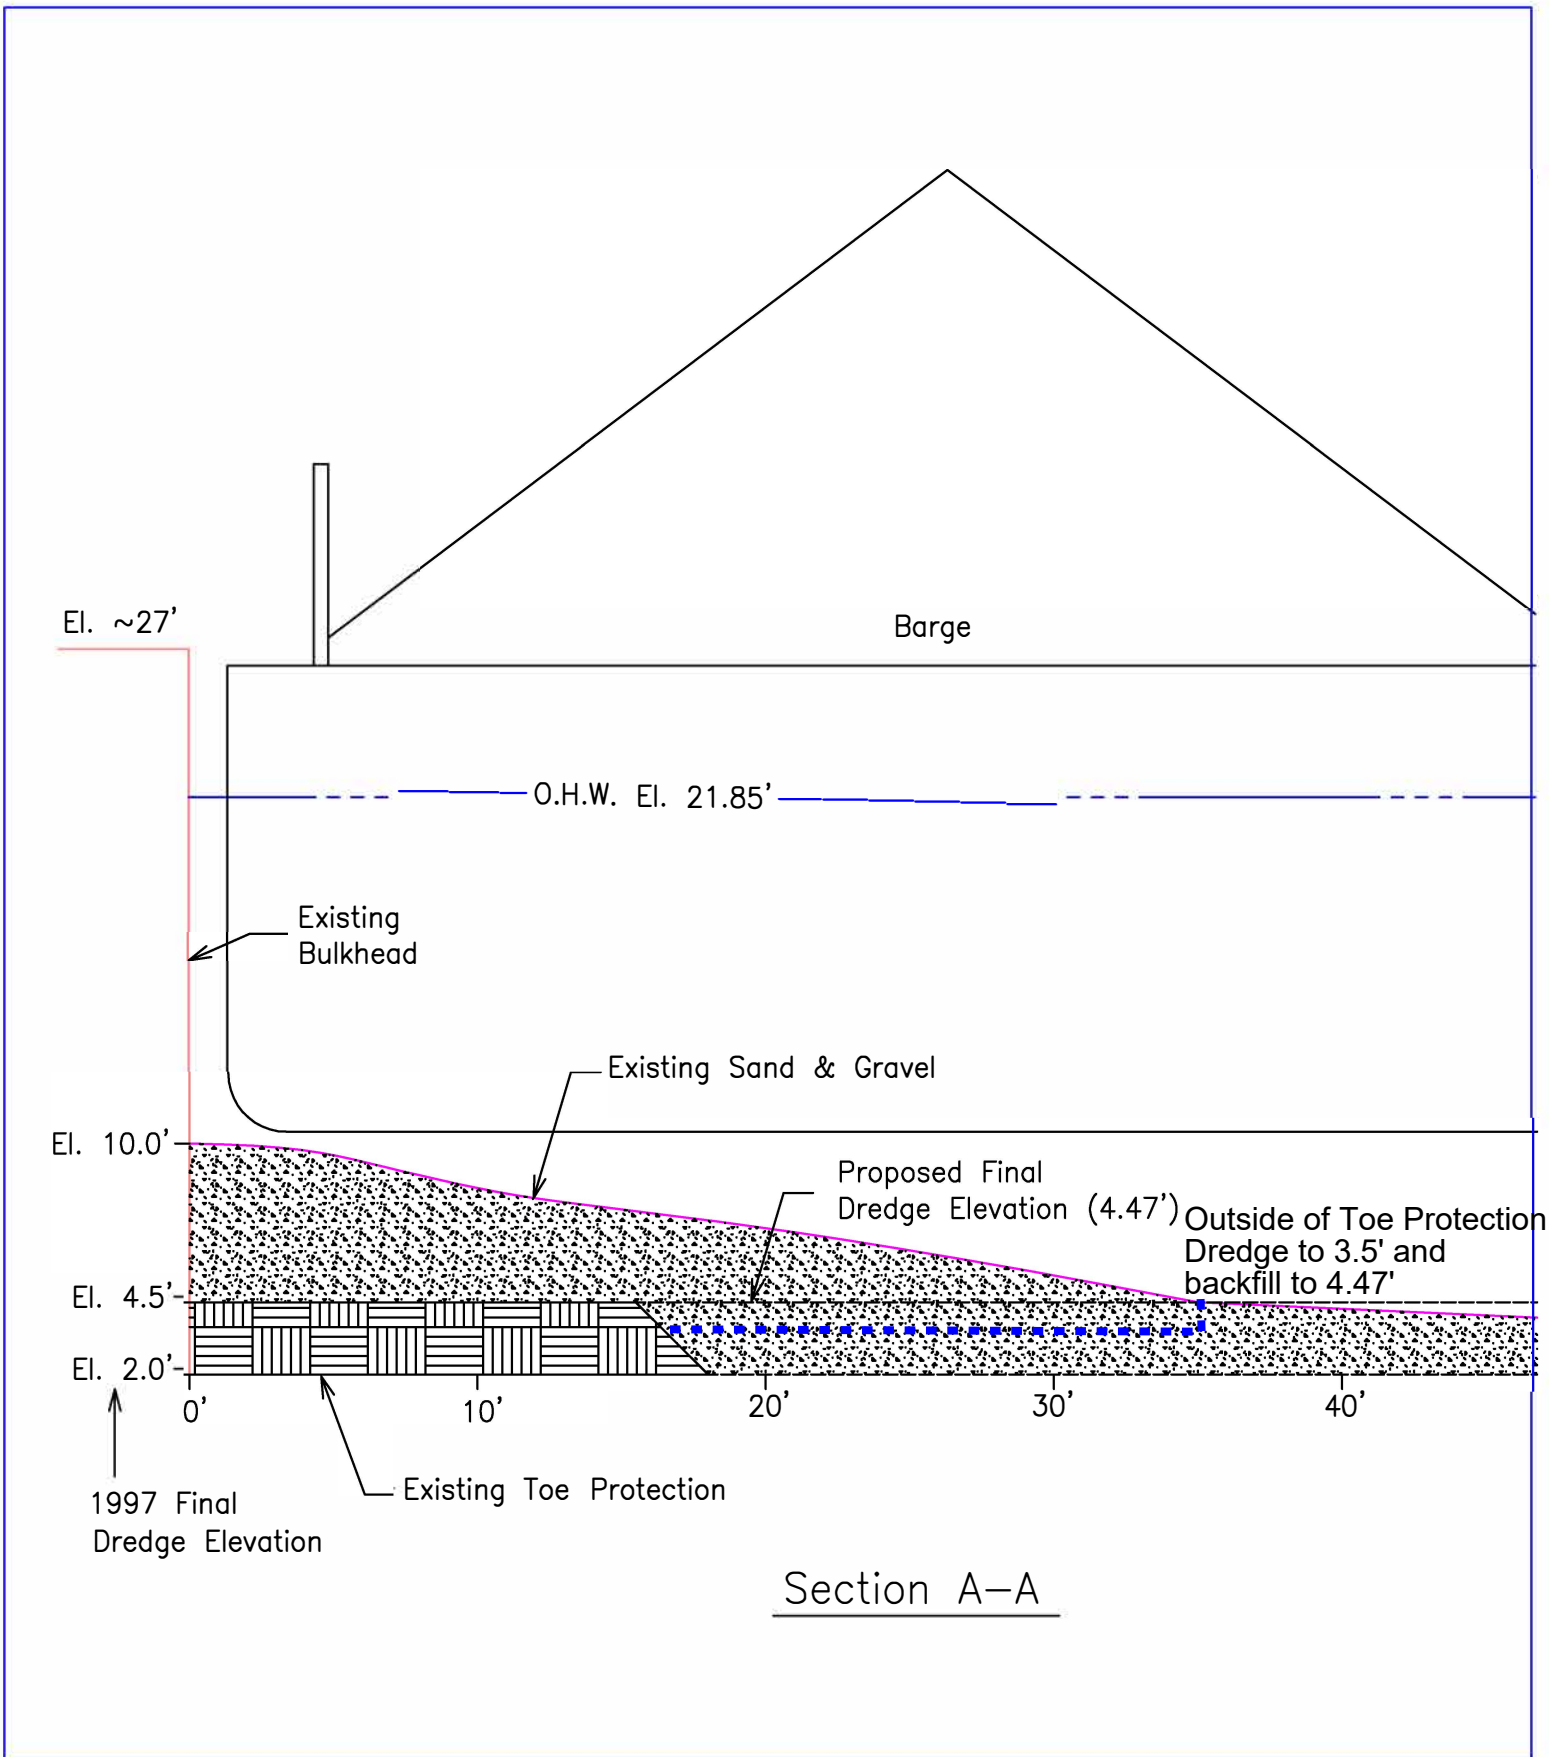 El. ~27'
Barge
O.H.W. El. 21.85'
Existing
Bulkhead
Existing Sand & Gravel
El. 10.0'
Proposed Final
Dredge Elevation (4.47')
Outside of Toe Protection
Dredge to 3.5' and
backfill to 4.47'
El. 4.5'
El. 2.0'
0'
10'
20'
30'
40'
Existing Toe Protection
1997 Final
Dredge Elevation
Section A-A